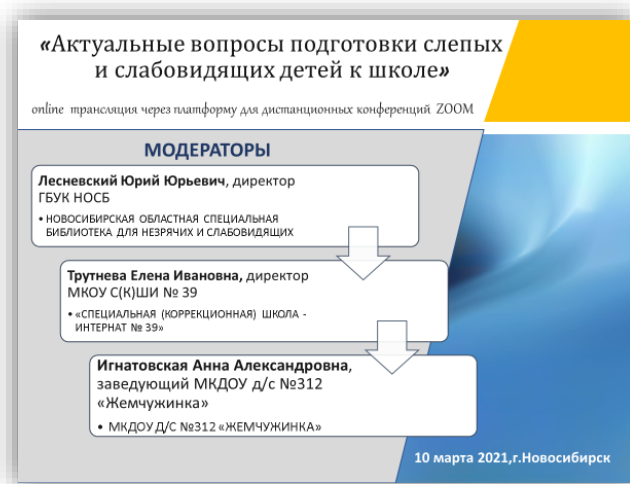 «Актуальные вопросы подготовки слепых
и слабовидящих детей к школе»
online трансляция через платформу для дистанционных конференций ZOOM
МОДЕРАТОРЫ
Лесневский Юрий Юрьевич, директор
ГБУК НОСБ
• НОВОСИБИРСКАЯ ОБЛАСТНАЯ СПЕЦИАЛЬНАЯ
БИБЛИОТЕКА ДЛЯ НЕЗРЯЧИХ И СЛАБОВИДЯЩИХ
Трутнева Елена Ивановна, директор
МКОУ С(К)ШИ № 39
• «СПЕЦИАЛЬНАЯ (КОРРЕКЦИОННАЯ) ШКОЛА -
ИНТЕРНАТ № 39»
Игнатовская Анна Александровна,
заведующий МКДОУ д/с №312
«Жемчужинка»
• МКДОУ Д/С №312 «ЖЕМЧУЖИНКА»
10 марта 2021,г.Новосибирск